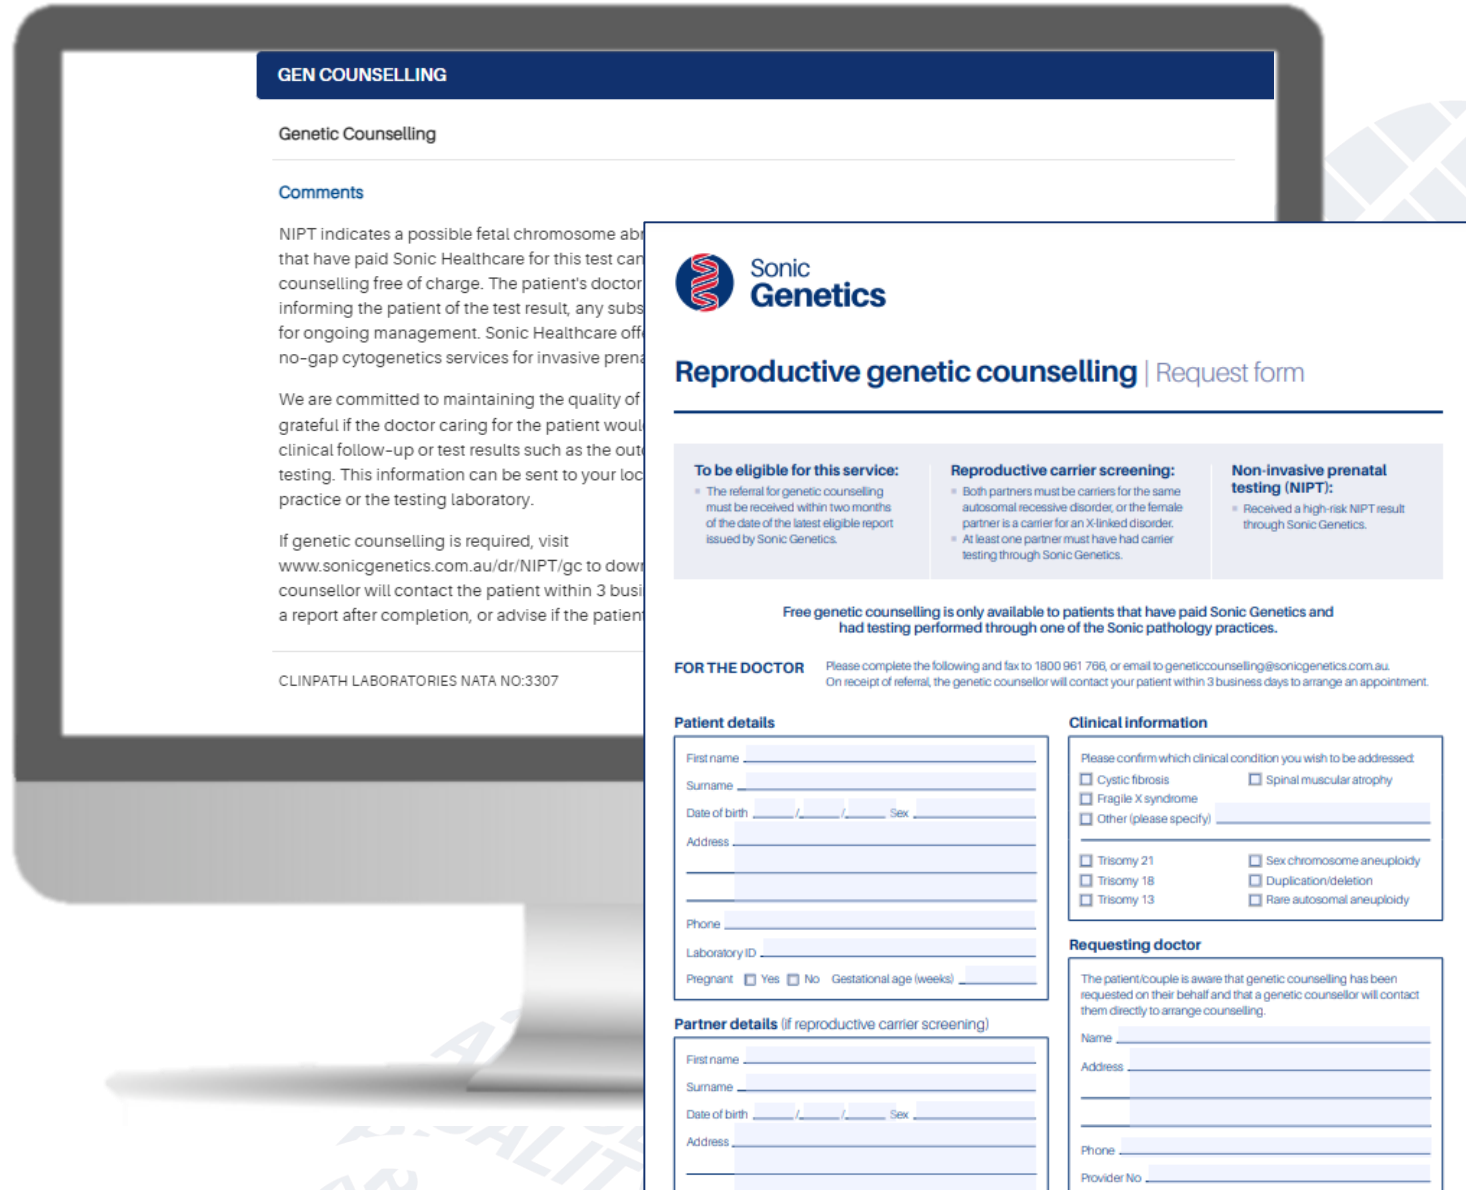 GEN COUNSELLING
Genetic Counselling
Comments
NIPT indicates a possible fetal chromosome
that have paid Sonic Healthcare for this test can
counselling free of charge. The patient's doctor
informing the patient of the test result, any
for ongoing management. Sonic Healthcare
no-gap cytogenetics services for invasive
We are committed to maintaining the quality of
grateful if the doctor caring for the patient
clinical follow-up or test results such as the
testing. This information can be sent to your
practice or the testing laboratory.
If genetic counselling is required, visit
www.sonicgenetics.com.au/dr/NIPT/gc to
counsellor will contact the patient within 3
a report after completion, or advise if the
CLINPATH LABORATORIES NATA NO:3307
Sonic
Genetics
Reproductive genetic counselling | Request form
To be eligible for this service:
The referral for genetic counselling
must be received within two months
of the date of the latest eligible report
issued by Sonic Genetics.
Reproductive carrier screening:
Both partners must be carriers for the same
autosomal recessive disorder, or the female
partner is a carrier for an X-linked disorder.
At least one partner must have had carrier
testing through Sonic Genetics.
Non-invasive prenatal
testing (NIPT):
Received a high-risk NIPT result
through Sonic Genetics.
Free genetic counselling is only available to patients that have paid Sonic Genetics and
had testing performed through one of the Sonic pathology practices.
FOR THE DOCTOR
Please complete the following and fax to 1800 961 766, or email to geneticcounselling@sonicgenetics.com.au.
On receipt of referral, the genetic counsellor will contact your patient within 3 business days to arrange an appointment.
Patient details
First name
Surname
Date of birth / / Sex
Address
Phone
Laboratory ID
Pregnant Yes No Gestational age (weeks)
Partner details (if reproductive carrier screening)
First name
Surname
Date of birth / / Sex
Address
Clinical information
Please confirm which clinical condition you wish to be addressed:
Cystic fibrosis Spinal muscular atrophy
Fragile X syndrome
Other (please specify)
Trisomy 21 Sex chromosome aneuploidy
Trisomy 18 Duplication/deletion
Trisomy 13 Rare autosomal aneuploidy
Requesting doctor
The patient/couple is aware that genetic counselling has been
requested on their behalf and that a genetic counsellor will contact
them directly to arrange counselling.
Name
Address
Phone
Provider No